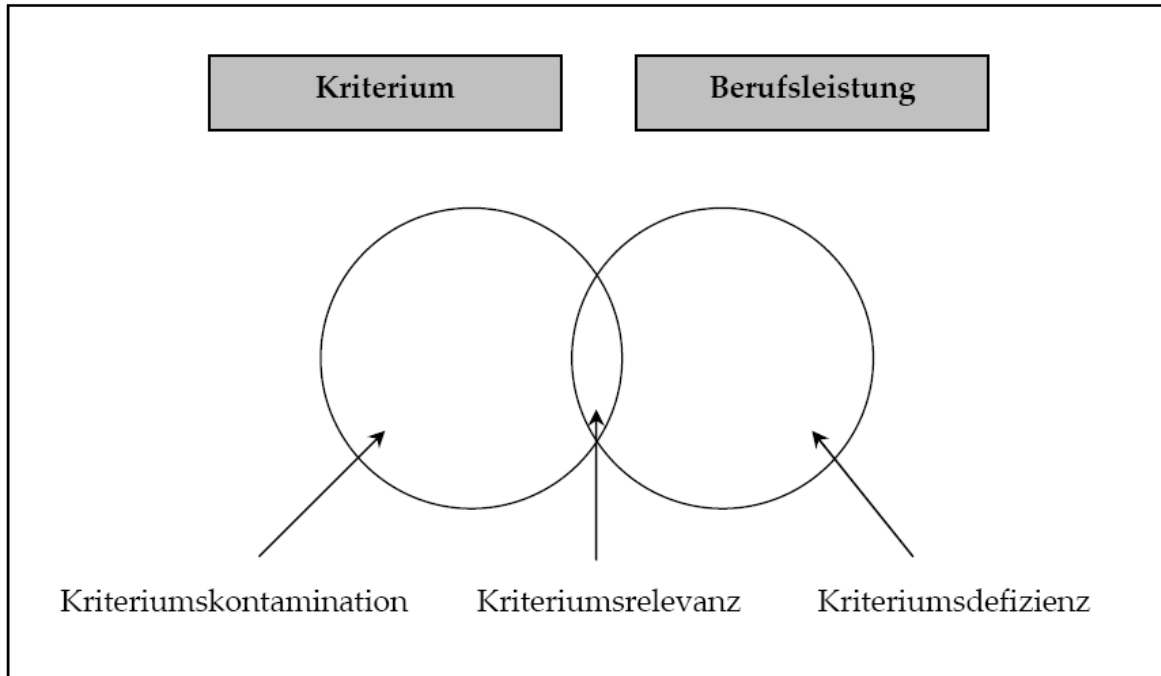 Kriterium
Berufsleistung
Kriteriumskontamination
Kriteriumsrelevanz
Kriteriumsdefizienz